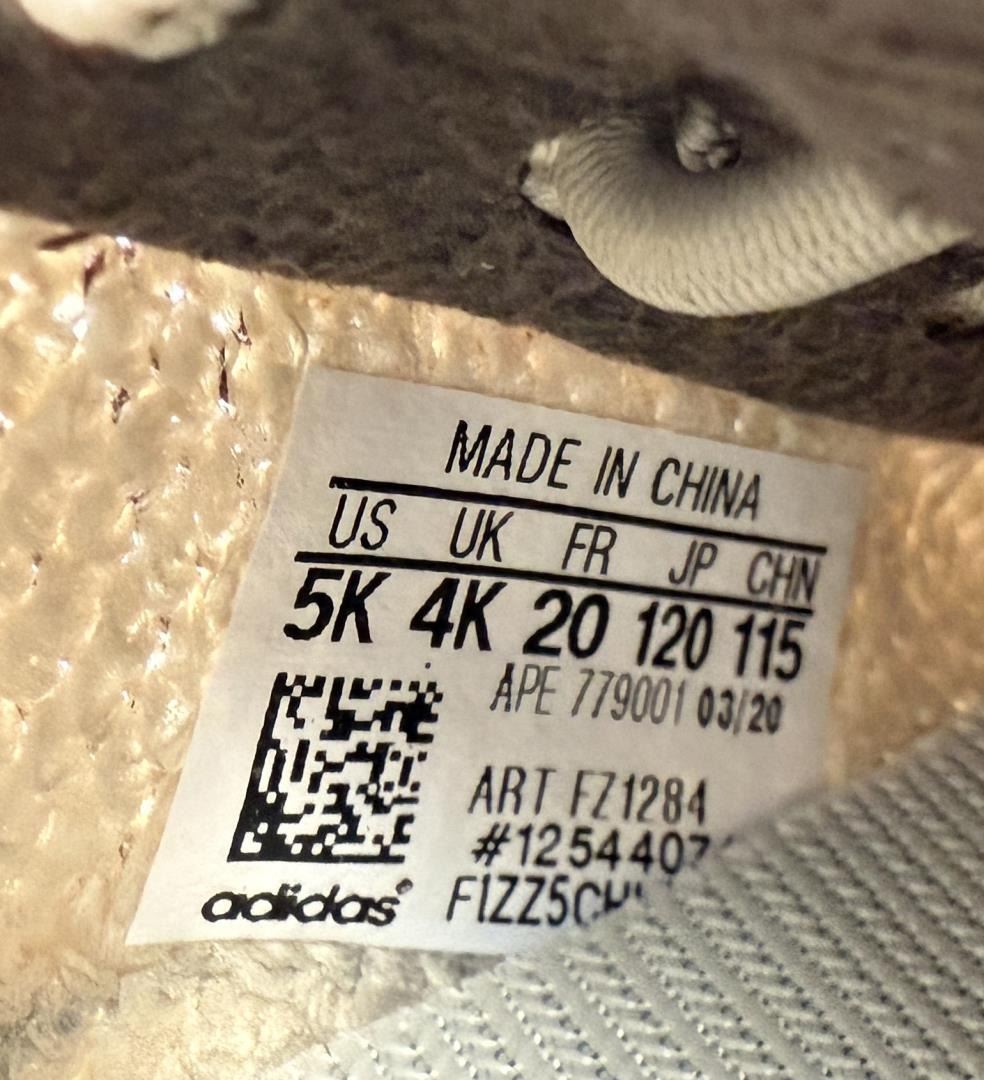 MADE IN CHINA
US UK FR JP CHN
5K 4K 20 120 115
APE 779001 03/20
ART FZ1284
adidas®